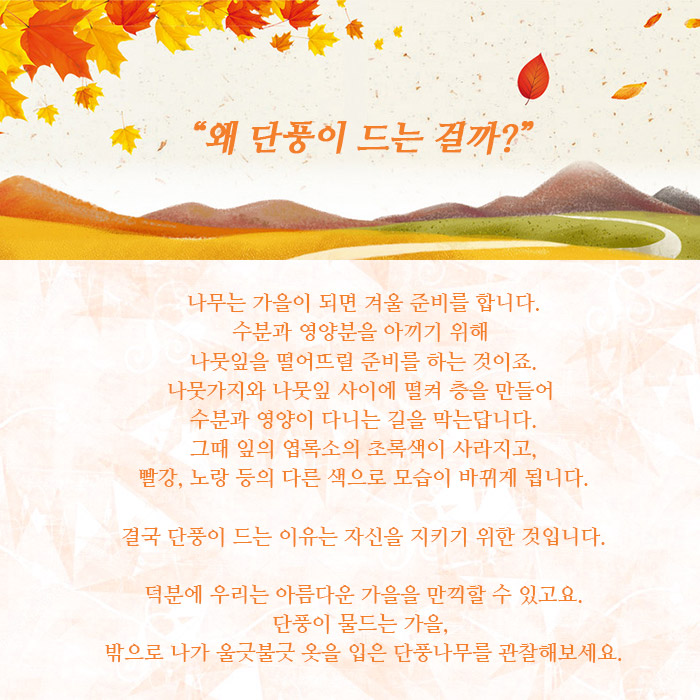 “왜 단풍이 드는 걸까?”
나무는 가을이 되면 겨울 준비를 합니다.
수분과 영양분을 아끼기 위해
나뭇잎을 떨어뜨릴 준비를 하는 것이죠.
나뭇가지와 나뭇잎 사이에 떨켜 층을 만들어
수분과 영양이 다니는 길을 막는답니다.
그때 잎의 엽록소의 초록색이 사라지고,
빨강, 노랑 등의 다른 색으로 모습이 바뀌게 됩니다.
결국 단풍이 드는 이유는 자신을 지키기 위한 것입니다.
덕분에 우리는 아름다운 가을을 만끽할 수 있고요.
단풍이 물드는 가을,
밖으로 나가 울긋불긋 옷을 입은 단풍나무를 관찰해보세요.